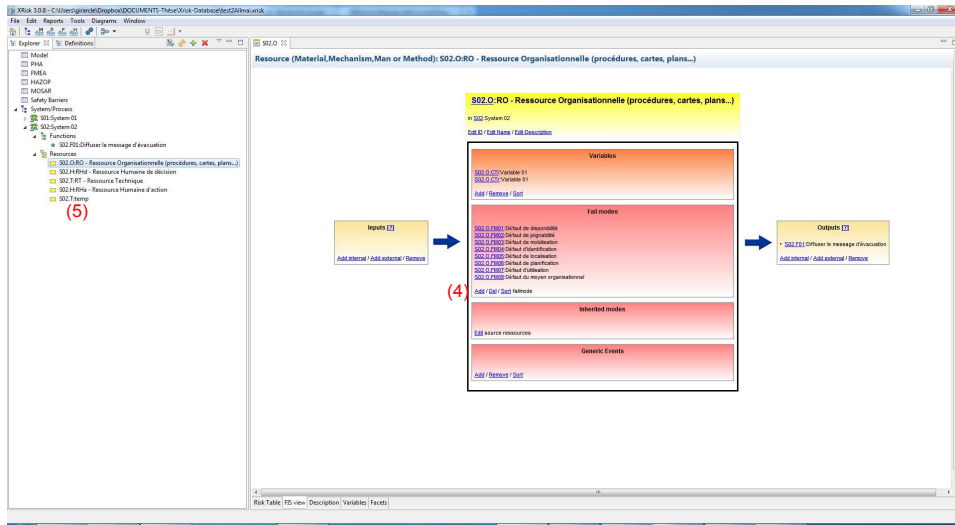 XRisk 3.0.8 - C:\Users\girarcle\Dropbox\DOCUMENTS-Thèse\Xrisk-Database\test2Allmai.xrisk
File Edit Reports Tools Diagrams Window
Explorer Definitions
Model
PHA
FMEA
HAZOP
MOSAR
Safety Barriers
System/Process
S01:System 01
S02:System 02
Functions
S02.F01:Diffuser le message d'évacuation
Resources
S02.O:RO - Ressource Organisationnelle (procédures, cartes, plans...)
S02.H:RHd - Ressource Humaine de décision
S02.T:RT - Ressource Technique
S02.H:RHa - Ressource Humaine d'action
S02.T:temp
(5)
S02.O
Resource (Material,Mechanism,Man or Method): S02.O:RO - Ressource Organisationnelle (procédures, cartes, plans...)
S02.O:RO - Ressource Organisationnelle (procédures, cartes, plans...)
in S02:System 02
Edit ID / Edit Name / Edit Description
Variables
S02.O.CTI:Variable 01
S02.O.CTr:Variable 01
Add / Remove / Sort
Fail modes
S02.O.FM01:Défaut de disponibilité
S02.O.FM02:Défaut de joignabilité
S02.O.FM03:Défaut de mobilisation
S02.O.FM04:Défaut d'identification
S02.O.FM05:Défaut de localisation
S02.O.FM06:Défaut de planification
S02.O.FM07:Défaut d'utilisation
S02.O.FM08:Défaut du moyen organisationnel
Add / Del / Sort failmode
(4)
Inherited modes
Edit source ressources
Generic Events
Add / Remove / Sort
Inputs [?]
Add internal / Add external / Remove
Outputs [?]
• S02.F01:Diffuser le message d'évacuation
Add internal / Add external / Remove
Risk Table FIS view Description Variables Facets